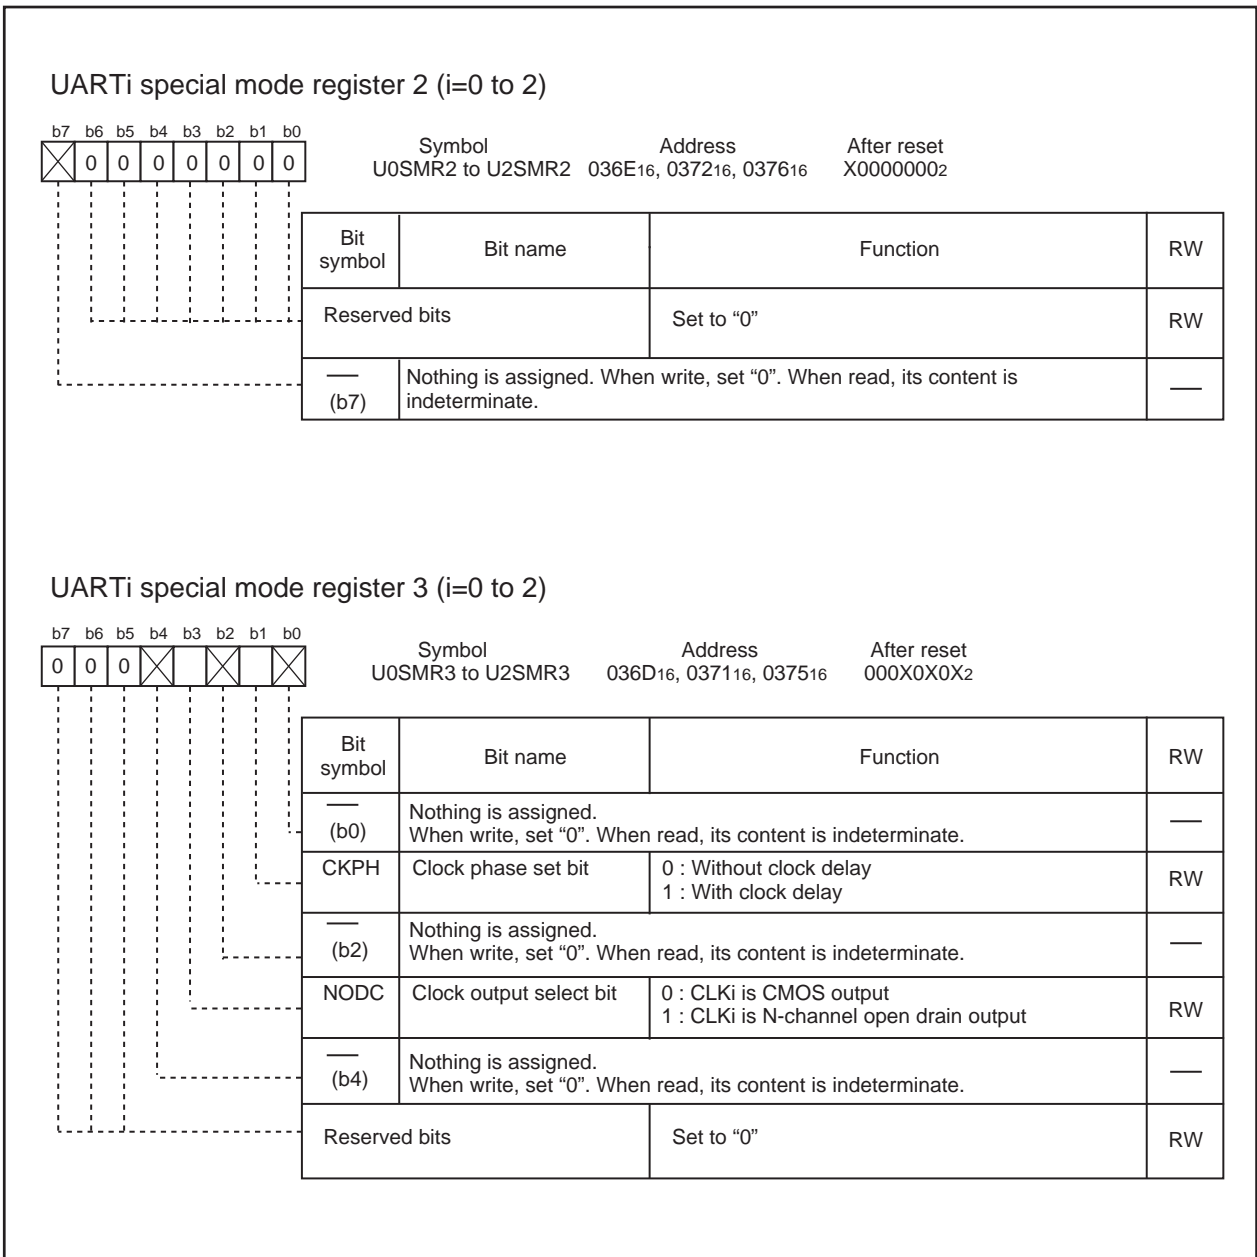 UARTi special mode register 2 (i=0 to 2)
b7 b6 b5 b4 b3 b2 b1 b0
0 0 0 0 0 0 0
Symbol Address After reset
U0SMR2 to U2SMR2 036E16, 037216, 037616 X00000002
Bit symbol Bit name Function RW
Reserved bits Set to “0” RW
— (b7) Nothing is assigned. When write, set “0”. When read, its content is
indeterminate. —
UARTi special mode register 3 (i=0 to 2)
b7 b6 b5 b4 b3 b2 b1 b0
0 0 0
Symbol Address After reset
U0SMR3 to U2SMR3 036D16, 037116, 037516 000X0X0X2
Bit symbol Bit name Function RW
— (b0) Nothing is assigned.
When write, set “0”. When read, its content is indeterminate. —
CKPH Clock phase set bit 0 : Without clock delay
1 : With clock delay RW
— (b2) Nothing is assigned.
When write, set “0”. When read, its content is indeterminate. —
NODC Clock output select bit 0 : CLKi is CMOS output
1 : CLKi is N-channel open drain output RW
— (b4) Nothing is assigned.
When write, set “0”. When read, its content is indeterminate. —
Reserved bits Set to “0” RW